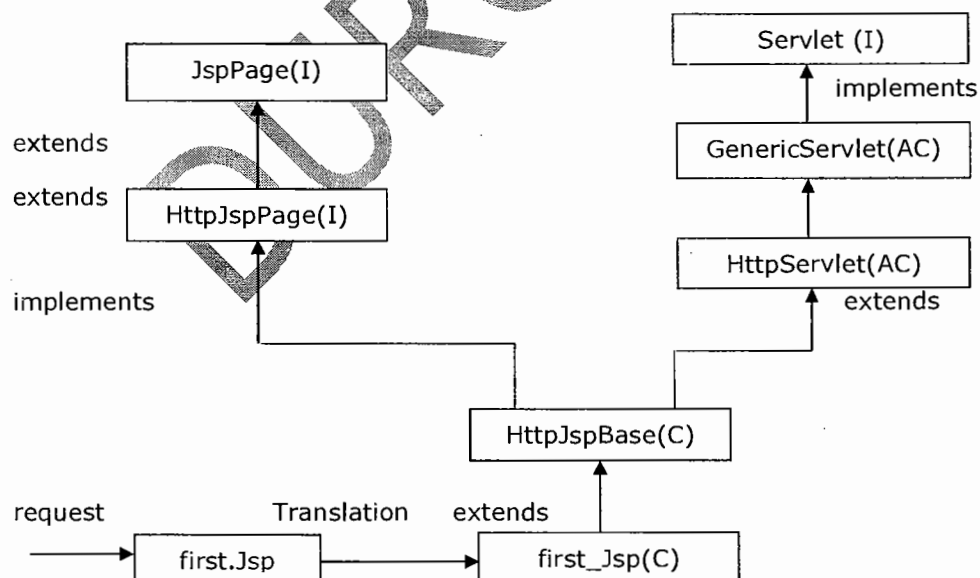 Servlet (I)
JspPage(I)
implements
extends
GenericServlet(AC)
extends
HttpJspPage(I)
HttpServlet(AC)
implements
extends
HttpJspBase(C)
request
Translation
extends
first.Jsp
first_Jsp(C)